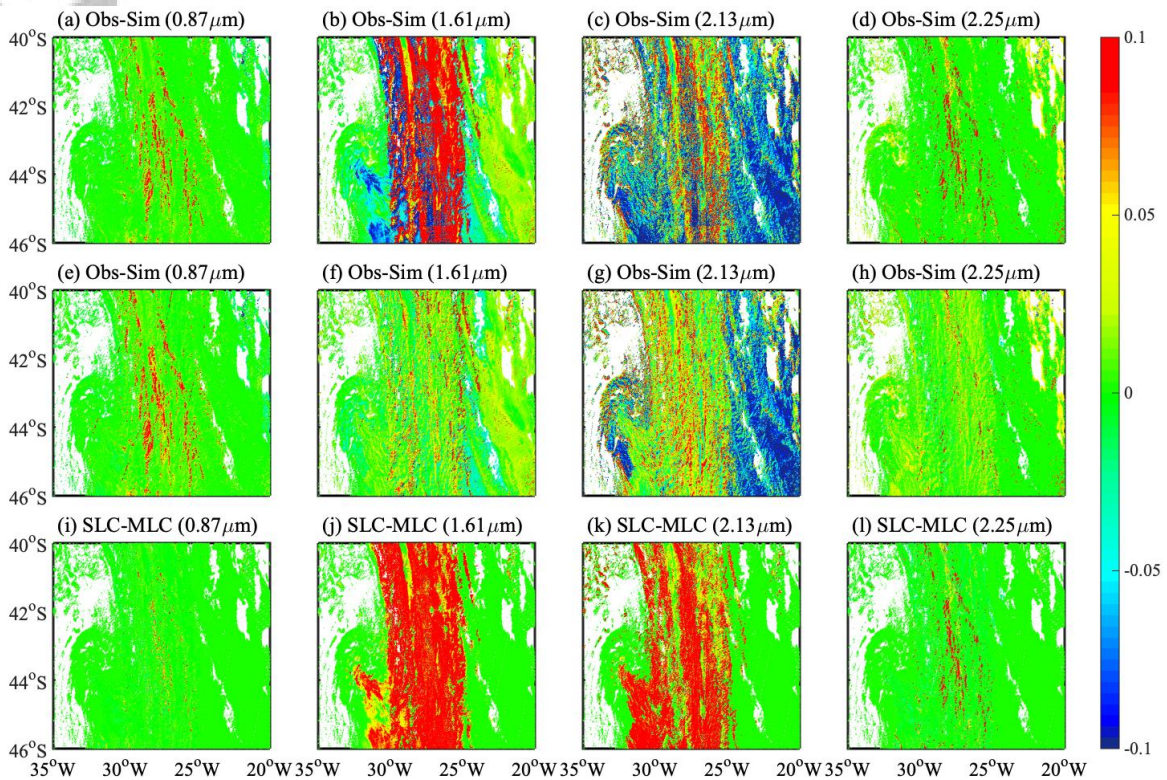 (a) Obs-Sim (0.87μm) (b) Obs-Sim (1.61μm) (c) Obs-Sim (2.13μm) (d) Obs-Sim (2.25μm)
40°S 0.1
42°S
44°S 0.05
46°S
(e) Obs-Sim (0.87μm) (f) Obs-Sim (1.61μm) (g) Obs-Sim (2.13μm) (h) Obs-Sim (2.25μm)
40°S
42°S 0
44°S
46°S
(i) SLC-MLC (0.87μm) (j) SLC-MLC (1.61μm) (k) SLC-MLC (2.13μm) (l) SLC-MLC (2.25μm)
40°S -0.05
42°S
44°S
46°S -0.1
35°W 30°W 25°W 20°W 35°W 30°W 25°W 20°W 35°W 30°W 25°W 20°W 35°W 30°W 25°W 20°W